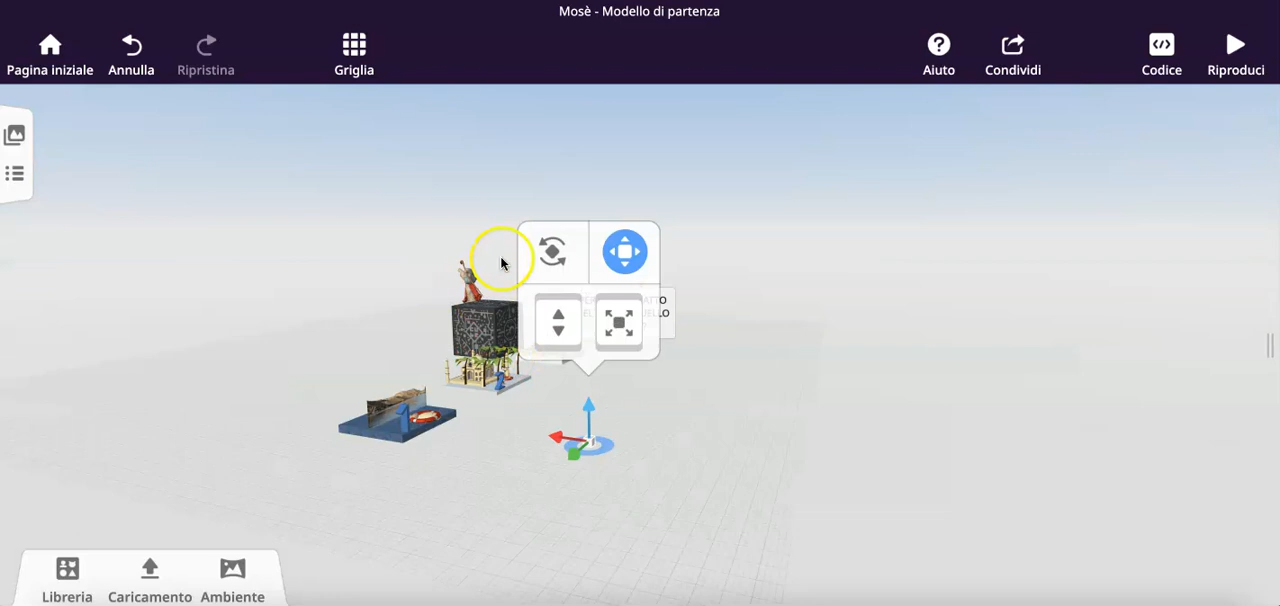 Mosè - Modello di partenza
Pagina iniziale
Annulla
Ripristina
Griglia
Aiuto
Condividi
Codice
Riproduci
Libreria
Caricamento
Ambiente